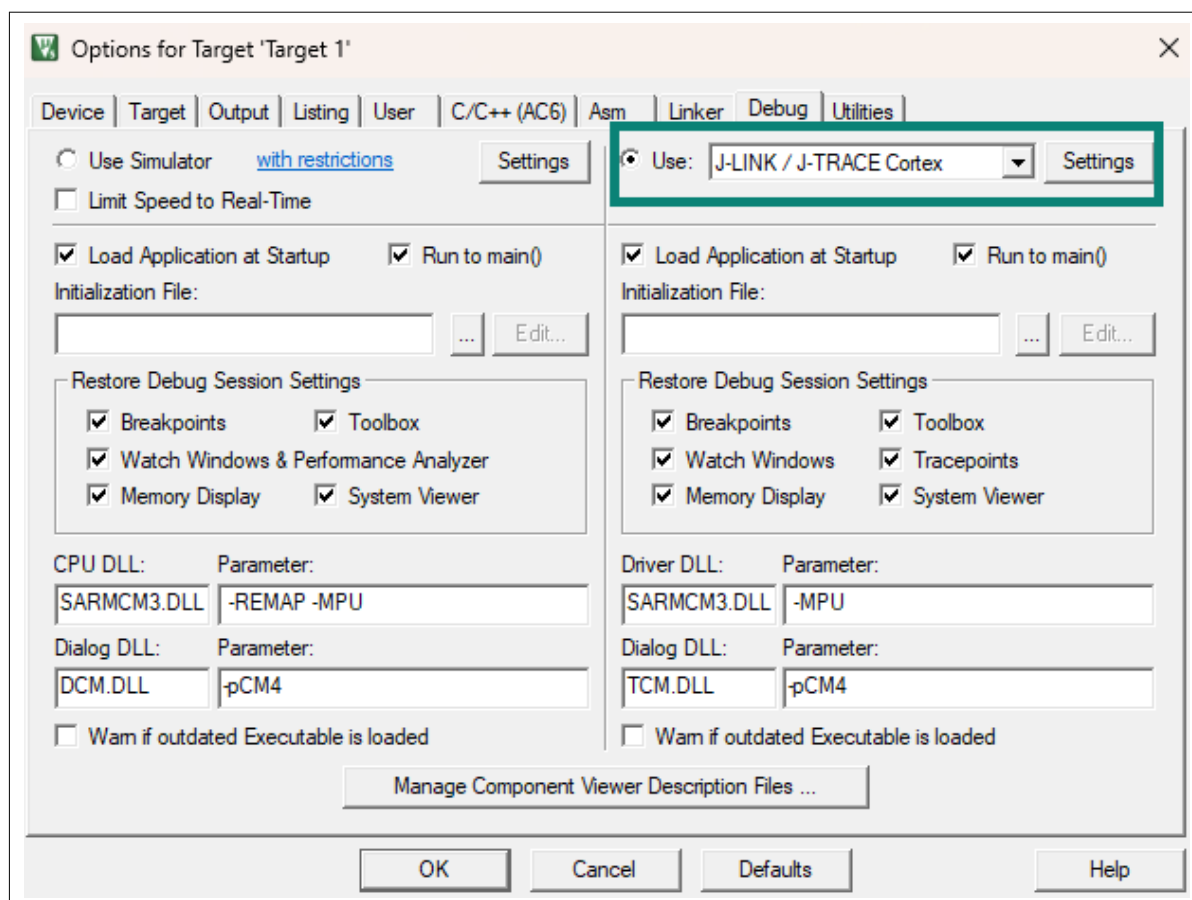 Options for Target 'Target 1'
Device Target Output Listing User C/C++ (AC6) Asm Linker Debug Utilities
Use Simulator with restrictions Settings
Limit Speed to Real-Time
Use: J-LINK / J-TRACE Cortex Settings
Load Application at Startup Run to main()
Initialization File:
... Edit...
Restore Debug Session Settings
Breakpoints Toolbox
Watch Windows & Performance Analyzer
Memory Display System Viewer
CPU DLL: Parameter:
SARMCM3.DLL -REMAP -MPU
Dialog DLL: Parameter:
DCM.DLL -pCM4
Warn if outdated Executable is loaded
Load Application at Startup Run to main()
Initialization File:
... Edit...
Restore Debug Session Settings
Breakpoints Toolbox
Watch Windows Tracepoints
Memory Display System Viewer
Driver DLL: Parameter:
SARMCM3.DLL -MPU
Dialog DLL: Parameter:
TCM.DLL -pCM4
Warn if outdated Executable is loaded
Manage Component Viewer Description Files ...
OK Cancel Defaults Help